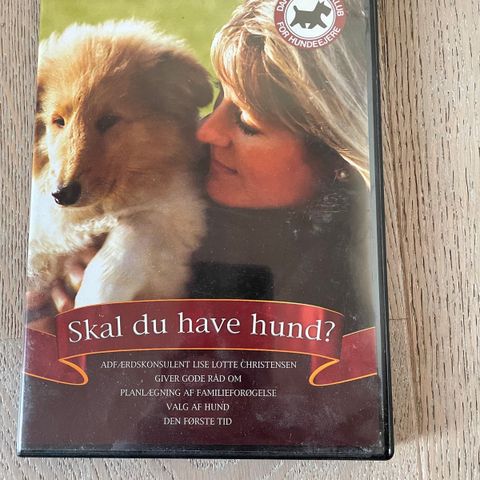 KLUB
FOR HUNDEEJERE
Skal du have hund?
ADFÆRDSKONSULENT LISE LOTTE CHRISTENSEN
GIVER GODE RÅD OM
PLANLÆGNING AF FAMILIEFORØGELSE
VALG AF HUND
DEN FØRSTE TID